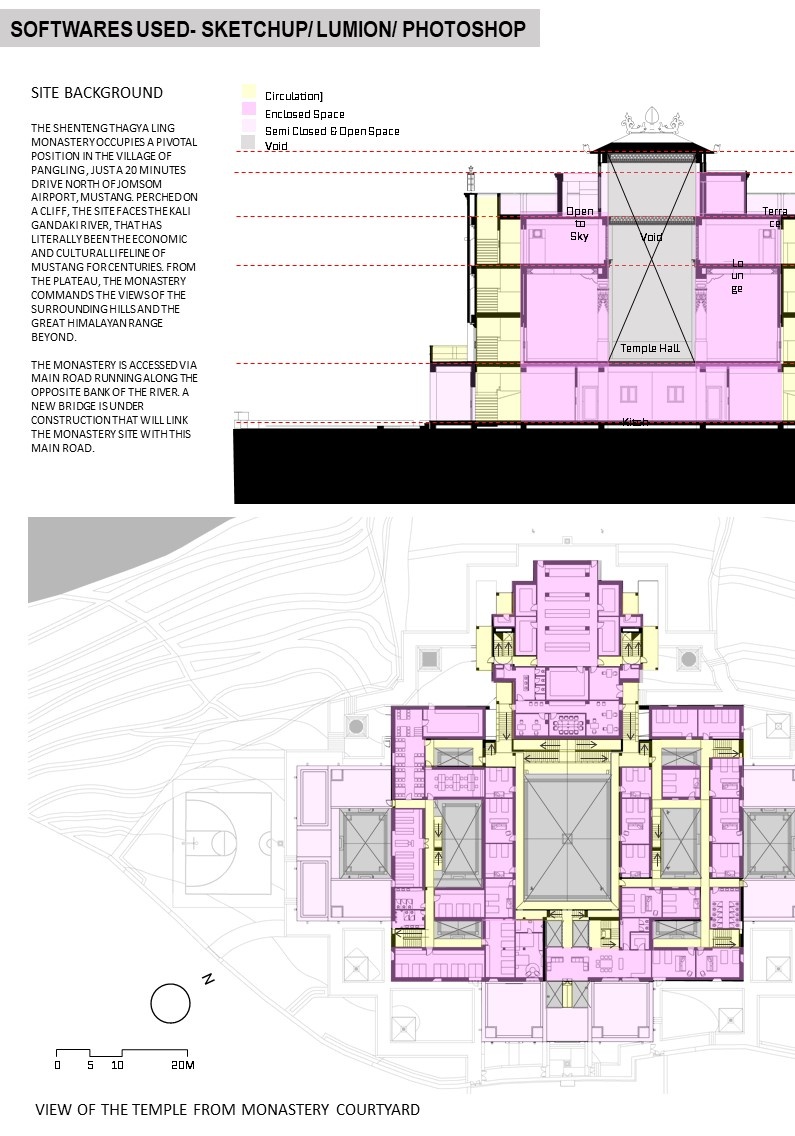 SOFTWARES USED- SKETCHUP/ LUMION/ PHOTOSHOP
SITE BACKGROUND
THE SHENTENG THAGYA LING
MONASTERY OCCUPIES A PIVOTAL
POSITION IN THE VILLAGE OF
PANGLING, JUST A 20 MINUTES
DRIVE NORTH OF JOMSOM
AIRPORT, MUSTANG. PERCHED ON
A CLIFF, THE SITE FACES THE KALI
GANDAKI RIVER, THAT HAS
LITERALLY BEEN THE ECONOMIC
AND CULTURAL LIFELINE OF
MUSTANG FOR CENTURIES. FROM
THE PLATEAU, THE MONASTERY
COMMANDS THE VIEWS OF THE
SURROUNDING HILLS AND THE
GREAT HIMALAYAN RANGE
BEYOND.
THE MONASTERY IS ACCESSED VIA
MAIN ROAD RUNNING ALONG THE
OPPOSITE BANK OF THE RIVER. A
NEW BRIDGE IS UNDER
CONSTRUCTION THAT WILL LINK
THE MONASTERY SITE WITH THIS
MAIN ROAD.
Circulation]
Enclosed Space
Semi Closed & Open Space
Void
Open
to
Sky
Void
Terra
ce
Lo
un
ge
Temple Hall
Kitch
N
0 5 10 20M
VIEW OF THE TEMPLE FROM MONASTERY COURTYARD